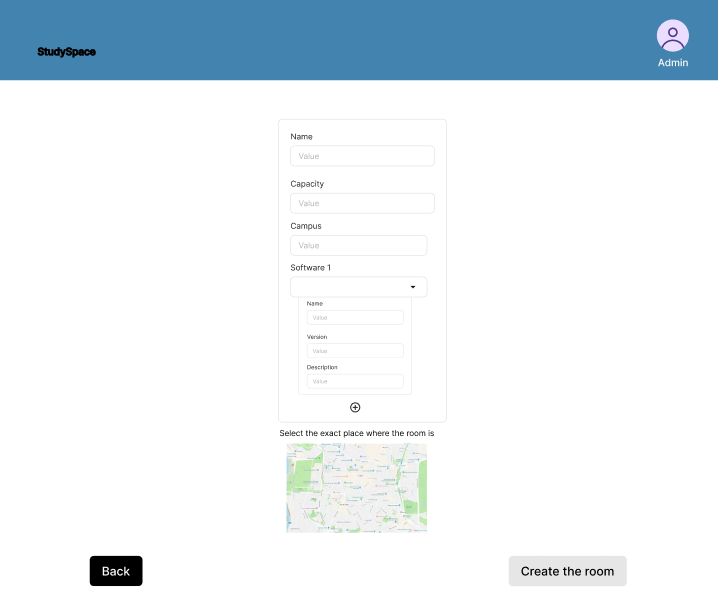 StudySpace
Admin
Name
Value
Capacity
Value
Campus
Value
Software 1
Name
Value
Version
Value
Description
Value
Select the exact place where the room is
Back
Create the room